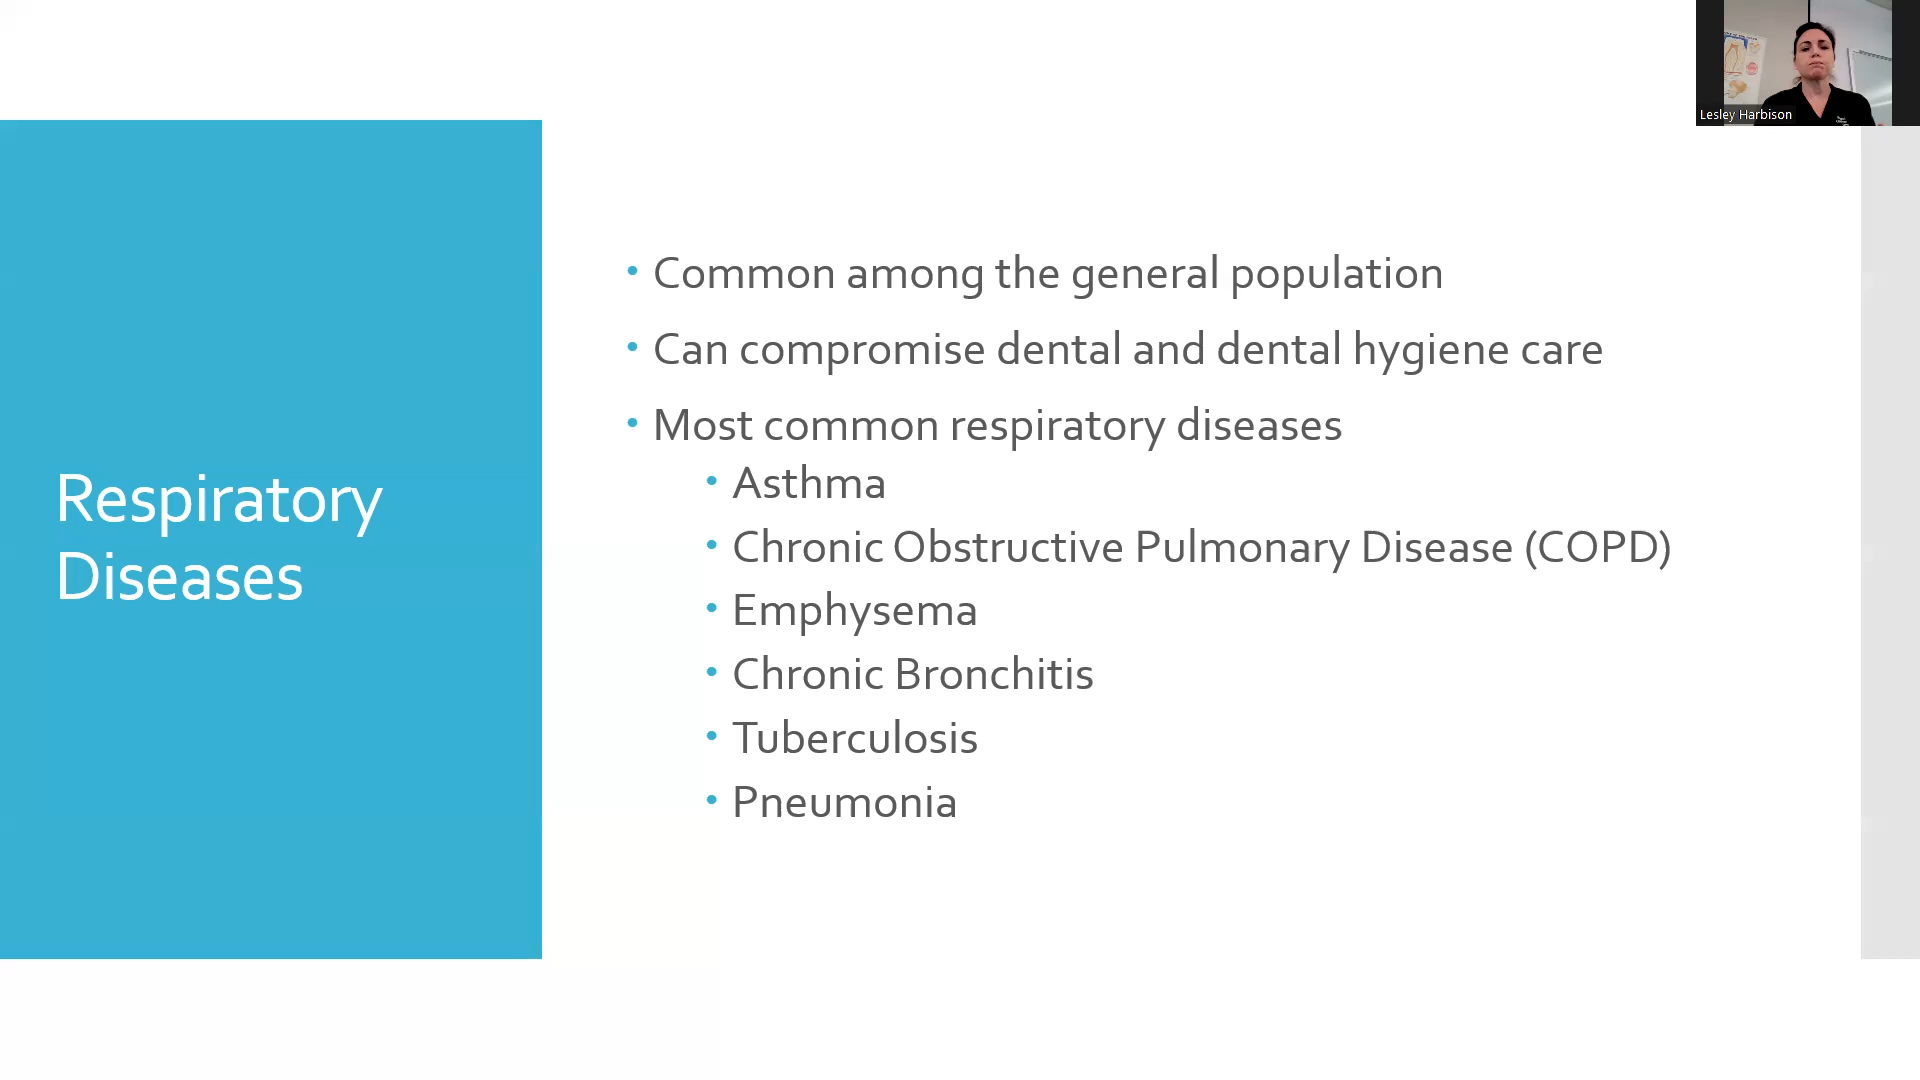 Respiratory
Diseases
• Common among the general population
• Can compromise dental and dental hygiene care
• Most common respiratory diseases
• Asthma
• Chronic Obstructive Pulmonary Disease (COPD)
• Emphysema
• Chronic Bronchitis
• Tuberculosis
• Pneumonia
Lesley Harbison